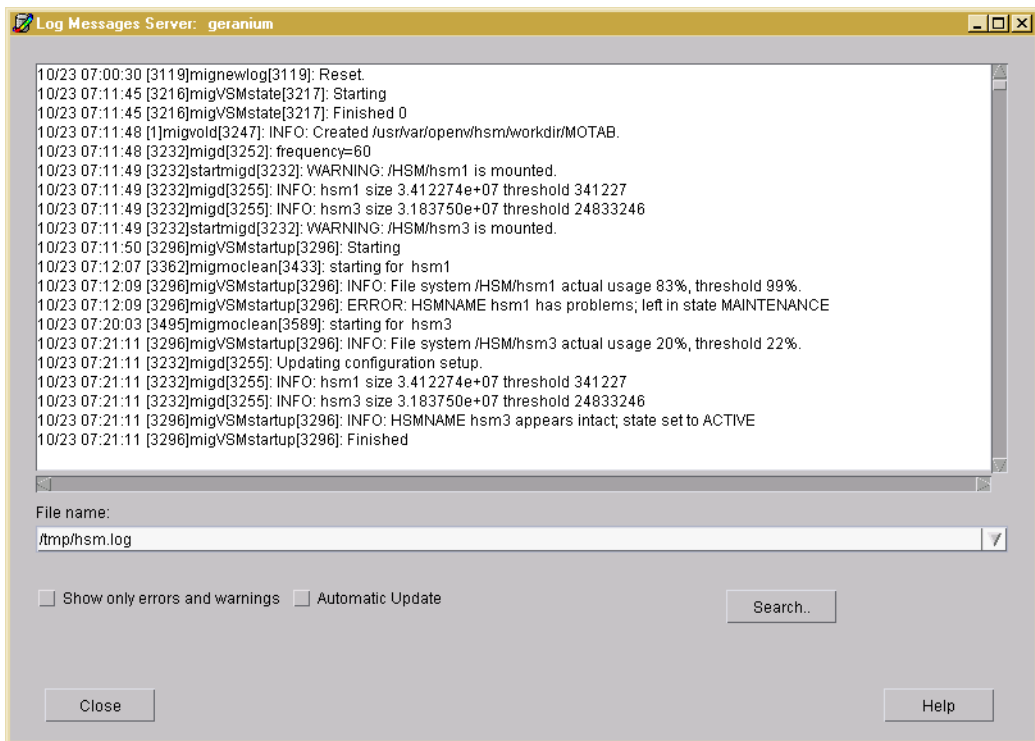 Log Messages Server: geranium
10/23 07:00:30 [3119]mignewlog[3119]: Reset.
10/23 07:11:45 [3216]migVSMstate[3217]: Starting
10/23 07:11:45 [3216]migVSMstate[3217]: Finished 0
10/23 07:11:48 [1]migvold[3247]: INFO: Created /usr/var/openv/hsm/workdir/MOTAB.
10/23 07:11:48 [3232]migd[3252]: frequency=60
10/23 07:11:49 [3232]startmigd[3232]: WARNING: /HSM/hsm1 is mounted.
10/23 07:11:49 [3232]migd[3255]: INFO: hsm1 size 3.412274e+07 threshold 341227
10/23 07:11:49 [3232]migd[3255]: INFO: hsm3 size 3.183750e+07 threshold 24833246
10/23 07:11:49 [3232]startmigd[3232]: WARNING: /HSM/hsm3 is mounted.
10/23 07:11:50 [3296]migVSMstartup[3296]: Starting
10/23 07:12:07 [3362]migmoclean[3433]: starting for hsm1
10/23 07:12:09 [3296]migVSMstartup[3296]: INFO: File system /HSM/hsm1 actual usage 83%, threshold 99%.
10/23 07:12:09 [3296]migVSMstartup[3296]: ERROR: HSMNAME hsm1 has problems; left in state MAINTENANCE
10/23 07:20:03 [3495]migmoclean[3589]: starting for hsm3
10/23 07:21:11 [3296]migVSMstartup[3296]: INFO: File system /HSM/hsm3 actual usage 20%, threshold 22%.
10/23 07:21:11 [3232]migd[3255]: Updating configuration setup.
10/23 07:21:11 [3232]migd[3255]: INFO: hsm1 size 3.412274e+07 threshold 341227
10/23 07:21:11 [3232]migd[3255]: INFO: hsm3 size 3.183750e+07 threshold 24833246
10/23 07:21:11 [3296]migVSMstartup[3296]: INFO: HSMNAME hsm3 appears intact; state set to ACTIVE
10/23 07:21:11 [3296]migVSMstartup[3296]: Finished
File name:
/tmp/hsm.log
Show only errors and warnings
Automatic Update
Search..
Close
Help